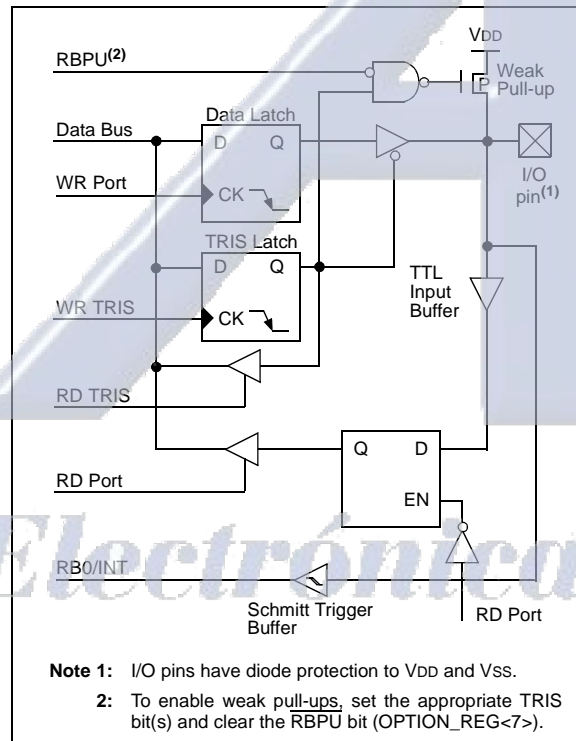 VDD
RBPU(2)
P
Weak
Pull-up
Data Latch
Data Bus
D
Q
WR Port
CK
I/O
pin(1)
TRIS Latch
D
Q
TTL
Input
Buffer
WR TRIS
CK
RD TRIS
Q
D
RD Port
EN
Electrónica
RB0/INT
Schmitt Trigger
Buffer
RD Port
Note 1: I/O pins have diode protection to VDD and VSS.
2: To enable weak pull-ups, set the appropriate TRIS
bit(s) and clear the RBPU bit (OPTION_REG<7>).